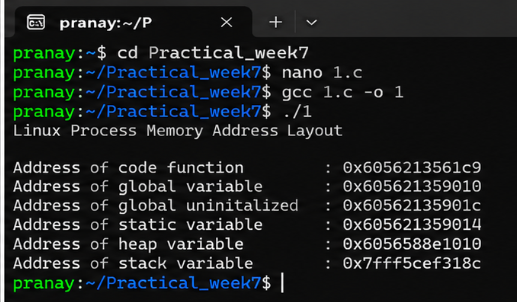 pranay: ~/P
pranay:~$ cd Practical_week7
pranay:~/Practical_week7$ nano 1.c
pranay:~/Practical_week7$ gcc 1.c -o 1
pranay:~/Practical_week7$ ./1
Linux Process Memory Address Layout
Address of code function : 0x6056213561c9
Address of global variable : 0x605621359010
Address of global uninitalized : 0x60562135901c
Address of static variable : 0x605621359014
Address of heap variable : 0x6056588e1010
Address of stack variable : 0x7fff5cef318c
pranay:~/Practical_week7$